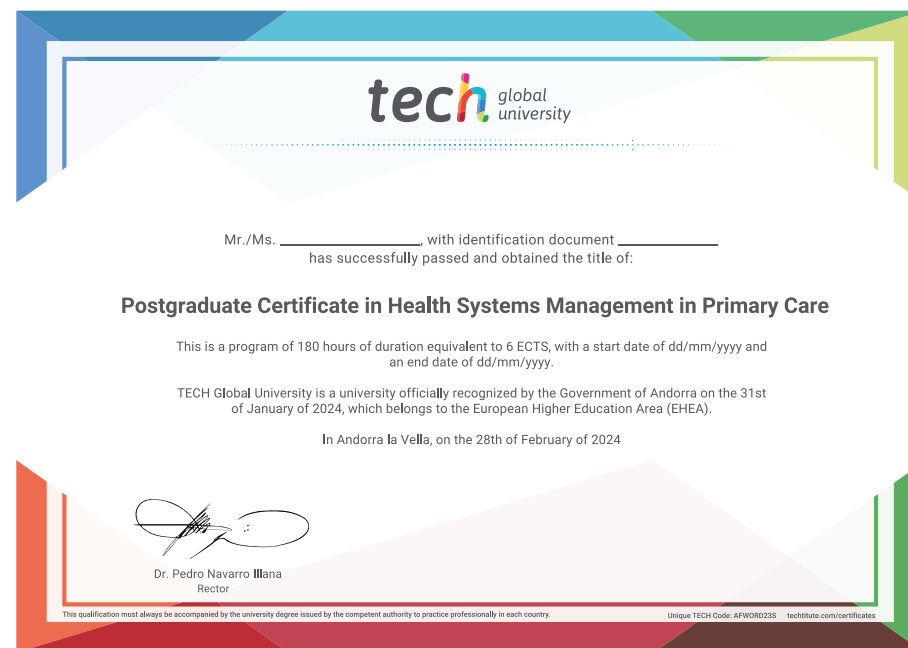 tech global university
Mr./Ms. ____________, with identification document ____________
has successfully passed and obtained the title of:
Postgraduate Certificate in Health Systems Management in Primary Care
This is a program of 180 hours of duration equivalent to 6 ECTS, with a start date of dd/mm/yyyy and
an end date of dd/mm/yyyy.
TECH Global University is a university officially recognized by the Government of Andorra on the 31st
of January of 2024, which belongs to the European Higher Education Area (EHEA).
In Andorra la Vella, on the 28th of February of 2024
Dr. Pedro Navarro Illana
Rector
This qualification must always be accompanied by the university degree issued by the competent authority to practice professionally in each country. Unique TECH Code: AFWORD23S techtitute.com/certificates